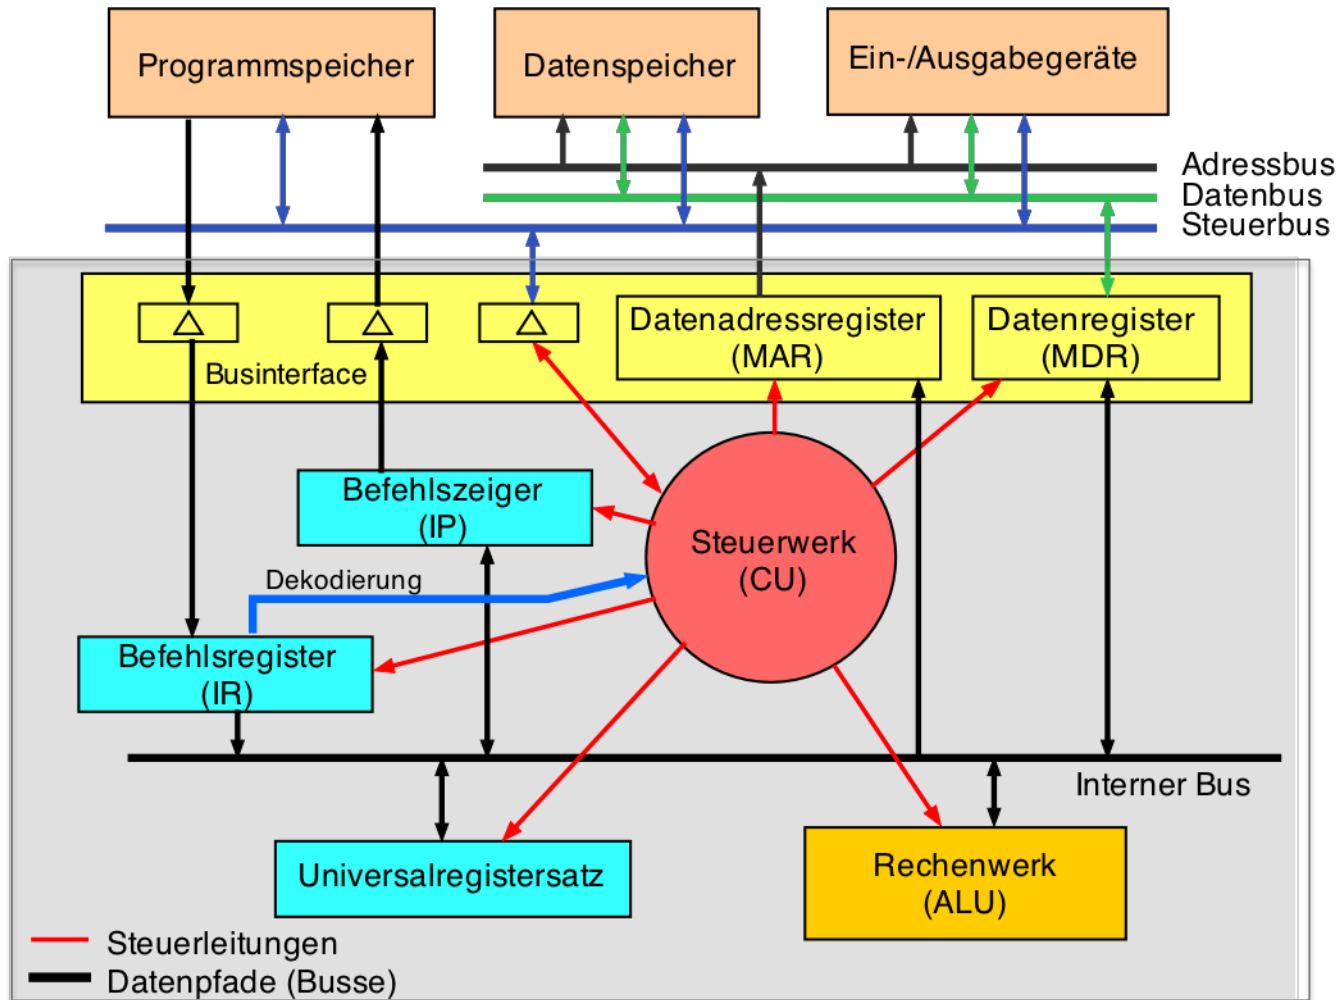 Programmspeicher
Datenspeicher
Ein-/Ausgabegeräte
Adressbus
Datenbus
Steuerbus
Datenadressregister
(MAR)
Datenregister
(MDR)
Businterface
Befehlszeiger
(IP)
Steuerwerk
(CU)
Dekodierung
Befehlsregister
(IR)
Interner Bus
Universalregistersatz
Rechenwerk
(ALU)
Steuerleitungen
Datenpfade (Busse)